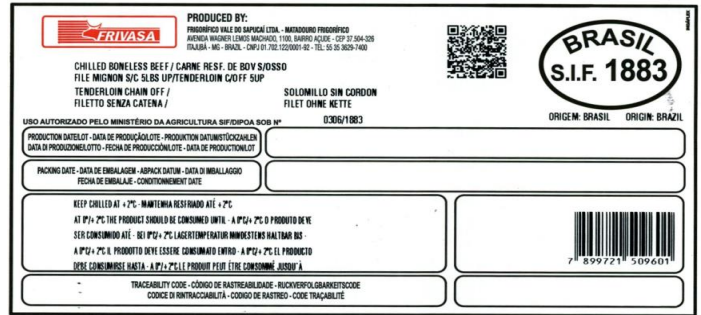 FRIVASA
PRODUCED BY:
FRIGORÍFICO VALE DO SAPUCAÍ LTDA. - MATADOURO FRIGORÍFICO
AVENIDA WAGNER LEMOS MACHADO, 1100, BAIRRO AÇUDE - CEP 37.504-326
ITAJUBÁ - MG - BRAZIL - CNPJ 01.702.122/0001-92 - TEL: 55 35 3629-7400
BRASIL
S.I.F. 1883
CHILLED BONELESS BEEF / CARNE RESF. DE BOV S/OSSO
FILE MIGNON S/C 5LBS UP/TENDERLOIN C/OFF 5UP
TENDERLOIN CHAIN OFF / SOLOMILLO SIN CORDON
FILETTO SENZA CATENA / FILET OHNE KETTE
USO AUTORIZADO PELO MINISTÉRIO DA AGRICULTURA SIF/DIPOA SOB Nº 0306/1883
ORIGEM: BRASIL ORIGIN: BRAZIL
PRODUCTION DATE/LOT - DATA DE PRODUÇÃO/LOTE - PRODUKTION DATUM/STÜCKZAHLEN
DATA DI PRODUZIONE/LOTTO - FECHA DE PRODUCCIÓN/LOTE - DATA DE PRODUCTION/LOT
PACKING DATE - DATA DE EMBALAGEM - ABPACK DATUM - DATA DI IMBALLAGGIO
FECHA DE EMBALAJE - CONDITIONNEMENT DATE
KEEP CHILLED AT +2°C - MANTENHA RESFRIADO ATÉ +2°C
AT 0°/+ 2°C THE PRODUCT SHOULD BE CONSUMED UNTIL - A 0°C/+ 2°C O PRODUTO DEVE
SER CONSUMIDO ATÉ - BEI 0°C/+ 2°C LAGERTEMPERATUR MINDESTENS HALTBAR BIS -
A 0°C/+ 2°C IL PRODOTTO DEVE ESSERE CONSUMATO ENTRO - A 0°C/+ 2°C EL PRODUCTO
DEBE CONSUMIRSE HASTA - A 0°C/+ 2°C LE PRODUIT PEUT ÊTRE CONSOMMÉ JUSQU'À
7 899721 509601
TRACEABILITY CODE - CÓDIGO DE RASTREABILIDADE - RUCKVERFOLGBARKEITSCODE
CODICE DI RINTRACCIABILITÀ - CODIGO DE RASTREO - CODE TRAÇABILITÉ